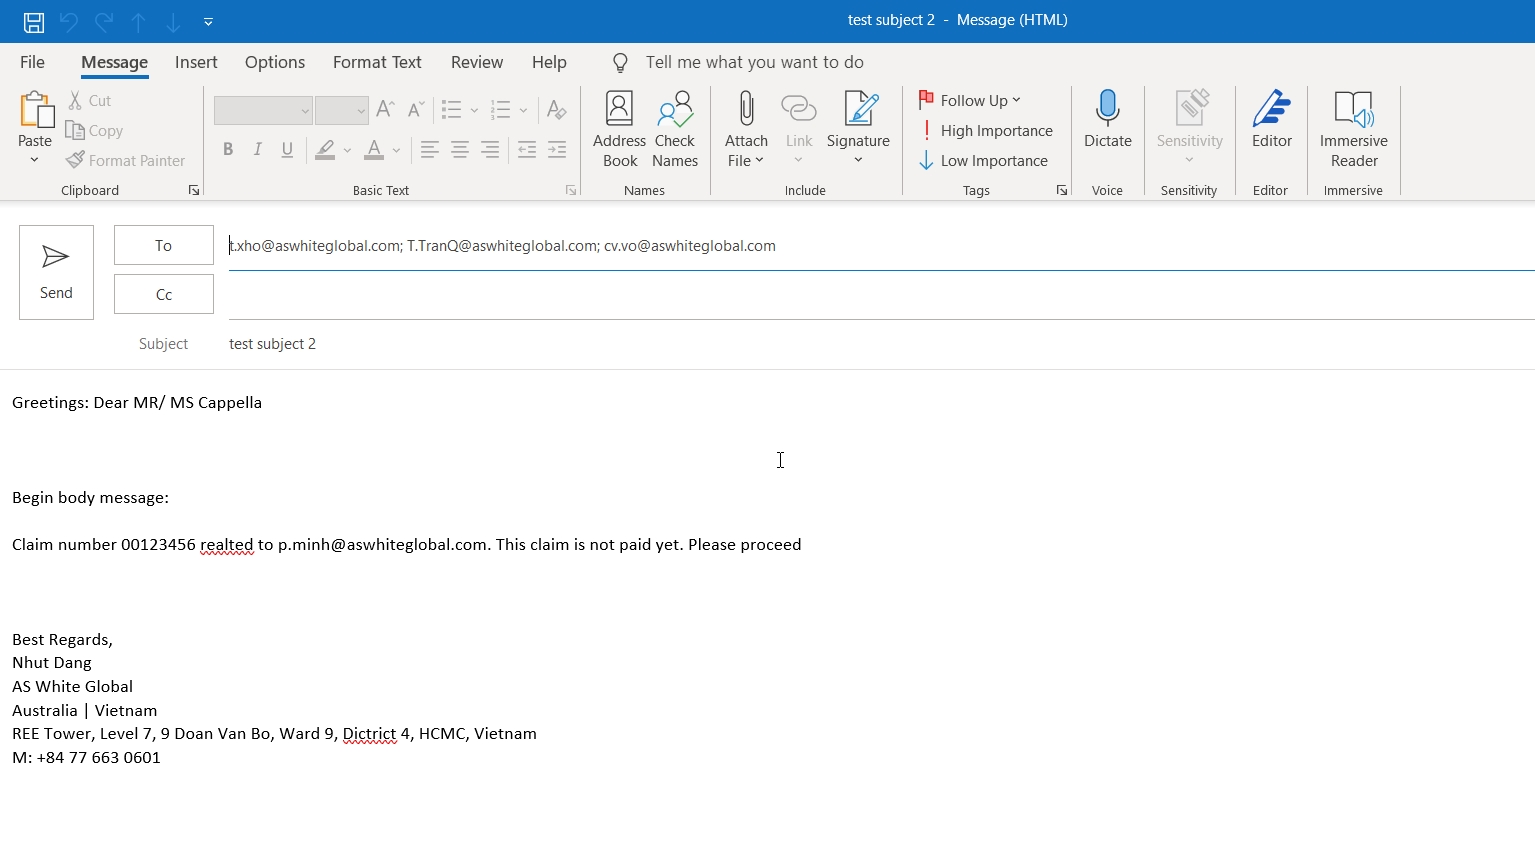 test subject 2 - Message (HTML)
File Message Insert Options Format Text Review Help Tell me what you want to do
Paste
Cut
Copy
Format Painter
Clipboard
B I U A
Basic Text
Address Book
Check Names
Names
Attach File
Link
Signature
Include
Follow Up
High Importance
Low Importance
Tags
Dictate
Voice
Sensitivity
Sensitivity
Editor
Editor
Immersive Reader
Immersive
Send
To t.xho@aswhiteglobal.com; T.TranQ@aswhiteglobal.com; cv.vo@aswhiteglobal.com
Cc
Subject test subject 2
Greetings: Dear MR/ MS Cappella
Begin body message:
Claim number 00123456 realted to p.minh@aswhiteglobal.com. This claim is not paid yet. Please proceed
Best Regards,
Nhut Dang
AS White Global
Australia | Vietnam
REE Tower, Level 7, 9 Doan Van Bo, Ward 9, Dictrict 4, HCMC, Vietnam
M: +84 77 663 0601